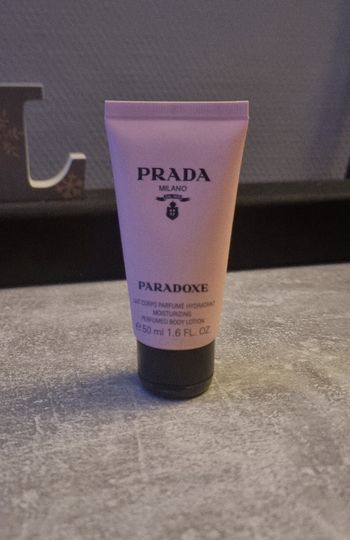 PRADA
MILANO
PARADOXE
LAIT CORPS PARFUMÉ HYDRATANT
MOISTURIZING
PERFUMED BODY LOTION
℮ 50 ml 1.6 FL. OZ.